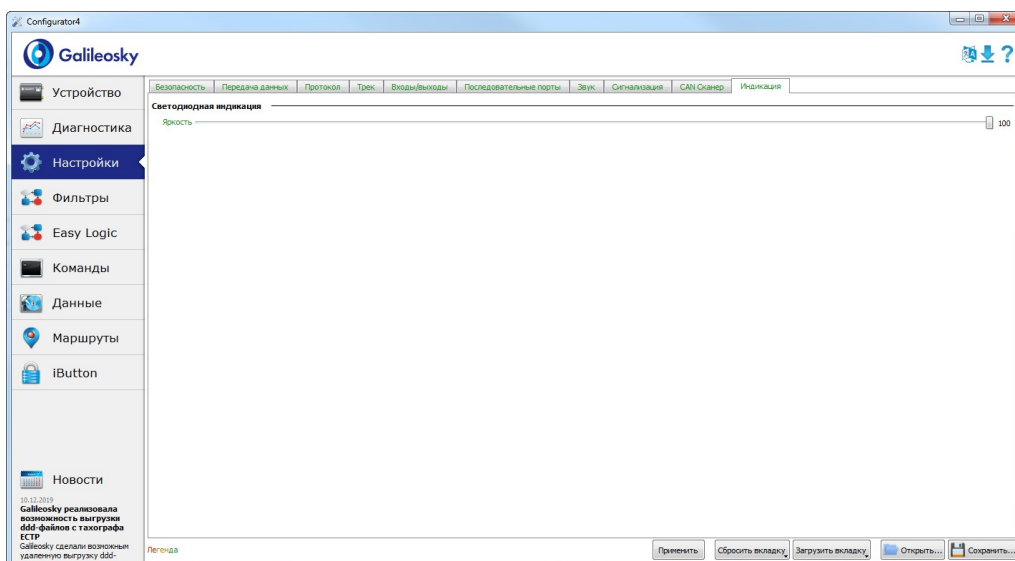 Configurator4
Galileosky
Устройство
Диагностика
Настройки
Фильтры
Easy Logic
Команды
Данные
Маршруты
iButton
Новости
10.12.2019
Galileosky реализовала
возможность выгрузки
ddd-файлов с тахографа
ЕСТР
Galileosky сделали возможным
удаленную выгрузку ddd-
Безопасность Передача данных Протокол Трек Входы/выходы Последовательные порты Звук Сигнализация CAN Сканер Индикация
Светодиодная индикация
Яркость 100
Легенда Применить Сбросить вкладку Загрузить вкладку Открыть... Сохранить...